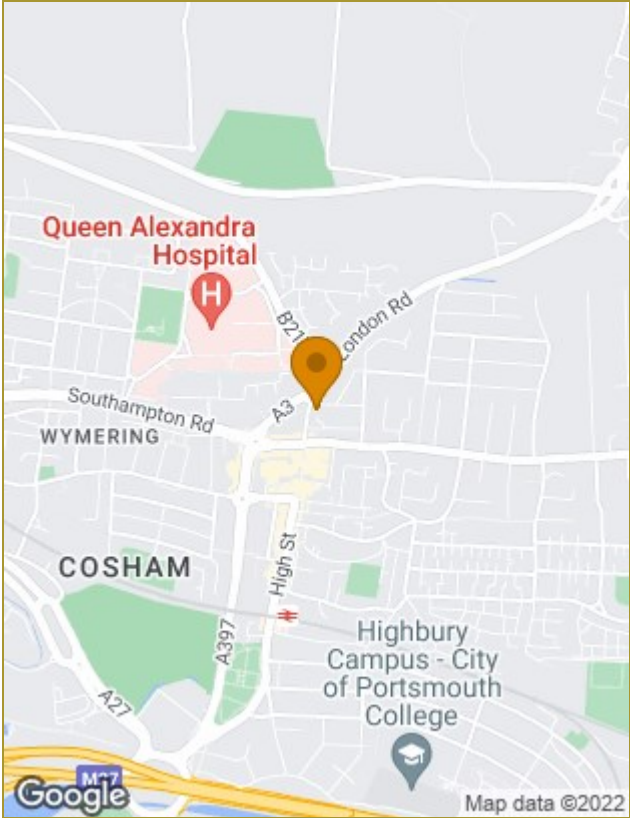 Queen Alexandra
Hospital
H
B21
London Rd
A3
Southampton Rd
WYMERING
COSHAM
High St
A397
Highbury
Campus - City
of Portsmouth
College
A27
M27
Google
Map data ©2022